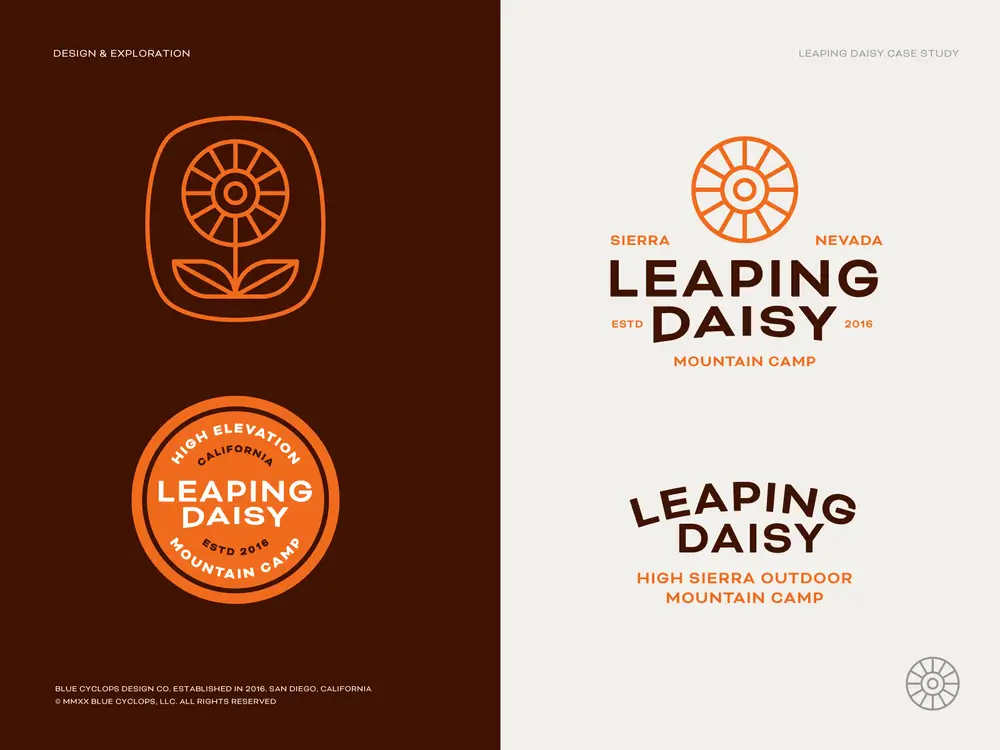 DESIGN & EXPLORATION
HIGH ELEVATION
CALIFORNIA
LEAPING
DAISY
ESTD 2016
MOUNTAIN CAMP
BLUE CYCLOPS DESIGN CO. ESTABLISHED IN 2016. SAN DIEGO, CALIFORNIA
© MMXX BLUE CYCLOPS, LLC. ALL RIGHTS RESERVED
LEAPING DAISY CASE STUDY
SIERRA NEVADA
LEAPING
ESTD DAISY 2016
MOUNTAIN CAMP
LEAPING
DAISY
HIGH SIERRA OUTDOOR
MOUNTAIN CAMP